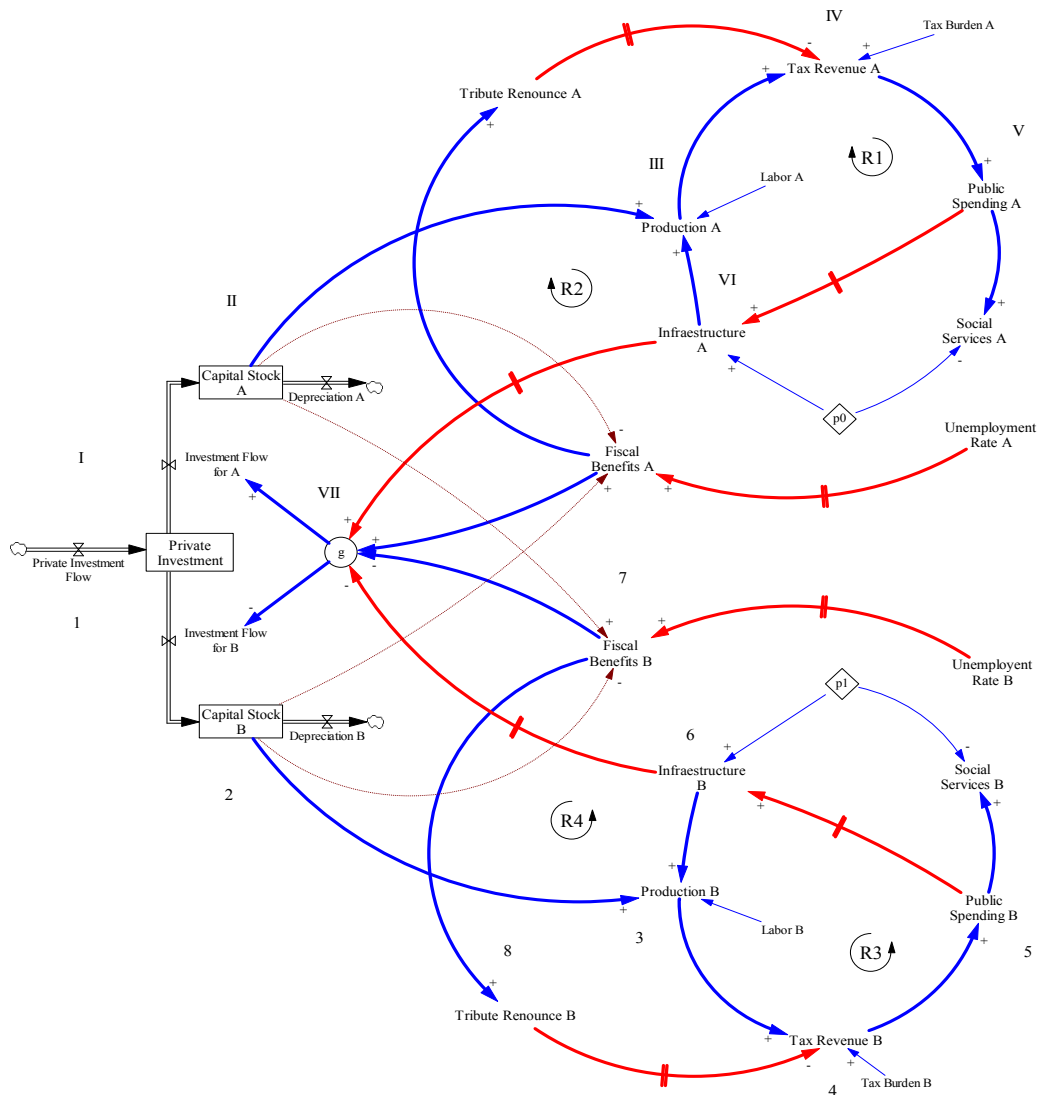 IV
Tax Burden A
-
+
Tax Revenue A
+
Tribute Renounce A
+
V
R1
+
III
Labor A
Public
Spending A
+
+
Production A
+
VI
R2
II
+
+
Infraestructure
A
Social
Services A
+
-
Capital Stock
A
Depreciation A
p0
-
Unemployment
Rate A
I
Investment Flow
for A
Fiscal
Benefits A
+
+
VII
+
+
+
g
-
-
Private
Investment
Private Investment
Flow
7
1
-
Investment Flow
for B
+
+
Fiscal
Benefits B
-
Unemployent
Rate B
p1
Capital Stock
B
Depreciation B
6
+
-
Infraestructure
B
Social
Services B
+
+
2
R4
+
Production B
+
Public
Spending B
Labor B
3
+
5
R3
8
+
Tribute Renounce B
+
Tax Revenue B
-
+
Tax Burden B
4